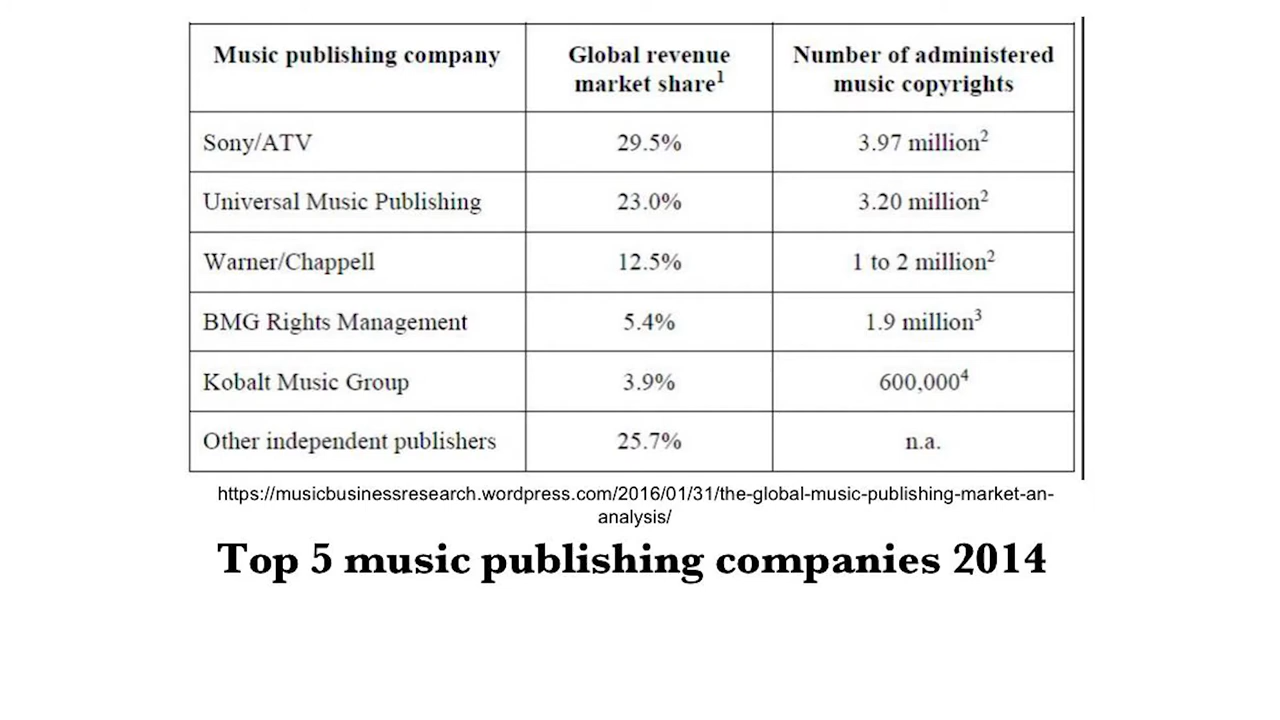 Music publishing company
Global revenue
market share¹
Number of administered
music copyrights
Sony/ATV
29.5%
3.97 million²
Universal Music Publishing
23.0%
3.20 million²
Warner/Chappell
12.5%
1 to 2 million²
BMG Rights Management
5.4%
1.9 million³
Kobalt Music Group
3.9%
600,000⁴
Other independent publishers
25.7%
n.a.
https://musicbusinessresearch.wordpress.com/2016/01/31/the-global-music-publishing-market-an-
analysis/
Top 5 music publishing companies 2014